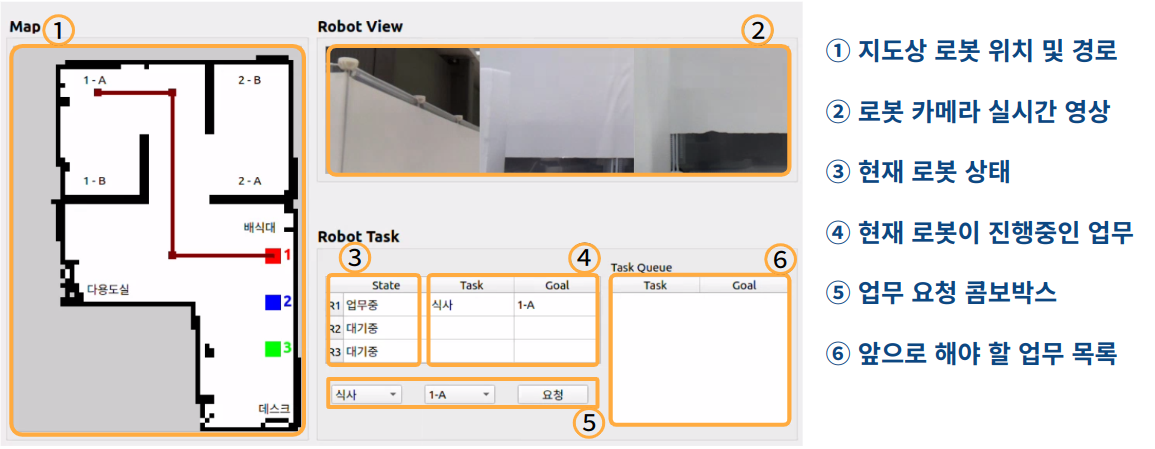 Map ①
1 - A
2 - B
1 - B
2 - A
배식대
1
다용도실
2
3
데스크
Robot View ②
Robot Task
③
④
⑥
Task Queue
State Task Goal
Task Goal
R1 업무중 식사 1-A
R2 대기중
R3 대기중
식사 1-A 요청
⑤
① 지도상 로봇 위치 및 경로
② 로봇 카메라 실시간 영상
③ 현재 로봇 상태
④ 현재 로봇이 진행중인 업무
⑤ 업무 요청 콤보박스
⑥ 앞으로 해야 할 업무 목록